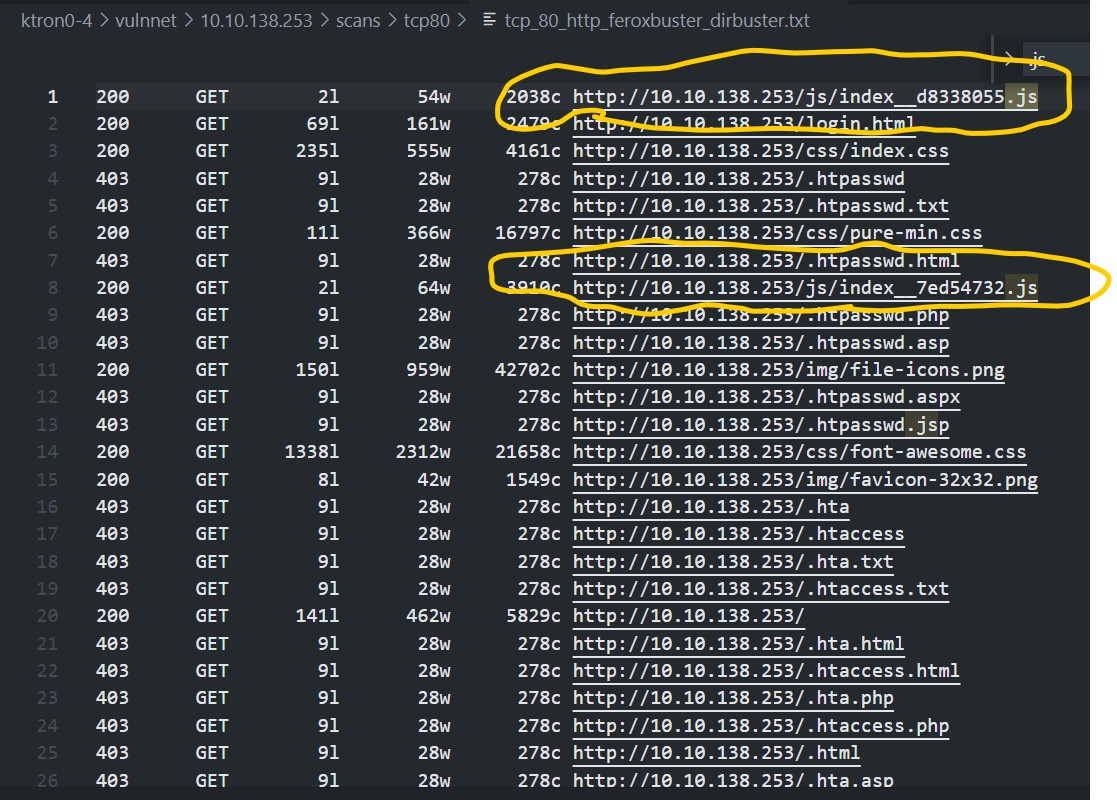 ktron0-4 > vulnnet > 10.10.138.253 > scans > tcp80 > tcp_80_http_feroxbuster_dirbuster.txt
> .js
1 200 GET 2l 54w 2038c http://10.10.138.253/js/index__d8338055.js
2 200 GET 69l 161w 2479c http://10.10.138.253/login.html
3 200 GET 235l 555w 4161c http://10.10.138.253/css/index.css
4 403 GET 9l 28w 278c http://10.10.138.253/.htpasswd
5 403 GET 9l 28w 278c http://10.10.138.253/.htpasswd.txt
6 200 GET 11l 366w 16797c http://10.10.138.253/css/pure-min.css
7 403 GET 9l 28w 278c http://10.10.138.253/.htpasswd.html
8 200 GET 2l 64w 3910c http://10.10.138.253/js/index__7ed54732.js
9 403 GET 9l 28w 278c http://10.10.138.253/.htpasswd.php
10 403 GET 9l 28w 278c http://10.10.138.253/.htpasswd.asp
11 200 GET 150l 959w 42702c http://10.10.138.253/img/file-icons.png
12 403 GET 9l 28w 278c http://10.10.138.253/.htpasswd.aspx
13 403 GET 9l 28w 278c http://10.10.138.253/.htpasswd.jsp
14 200 GET 1338l 2312w 21658c http://10.10.138.253/css/font-awesome.css
15 200 GET 8l 42w 1549c http://10.10.138.253/img/favicon-32x32.png
16 403 GET 9l 28w 278c http://10.10.138.253/.hta
17 403 GET 9l 28w 278c http://10.10.138.253/.htaccess
18 403 GET 9l 28w 278c http://10.10.138.253/.hta.txt
19 403 GET 9l 28w 278c http://10.10.138.253/.htaccess.txt
20 200 GET 141l 462w 5829c http://10.10.138.253/
21 403 GET 9l 28w 278c http://10.10.138.253/.hta.html
22 403 GET 9l 28w 278c http://10.10.138.253/.htaccess.html
23 403 GET 9l 28w 278c http://10.10.138.253/.hta.php
24 403 GET 9l 28w 278c http://10.10.138.253/.htaccess.php
25 403 GET 9l 28w 278c http://10.10.138.253/.html
26 403 GET 9l 28w 278c http://10.10.138.253/.hta.asp